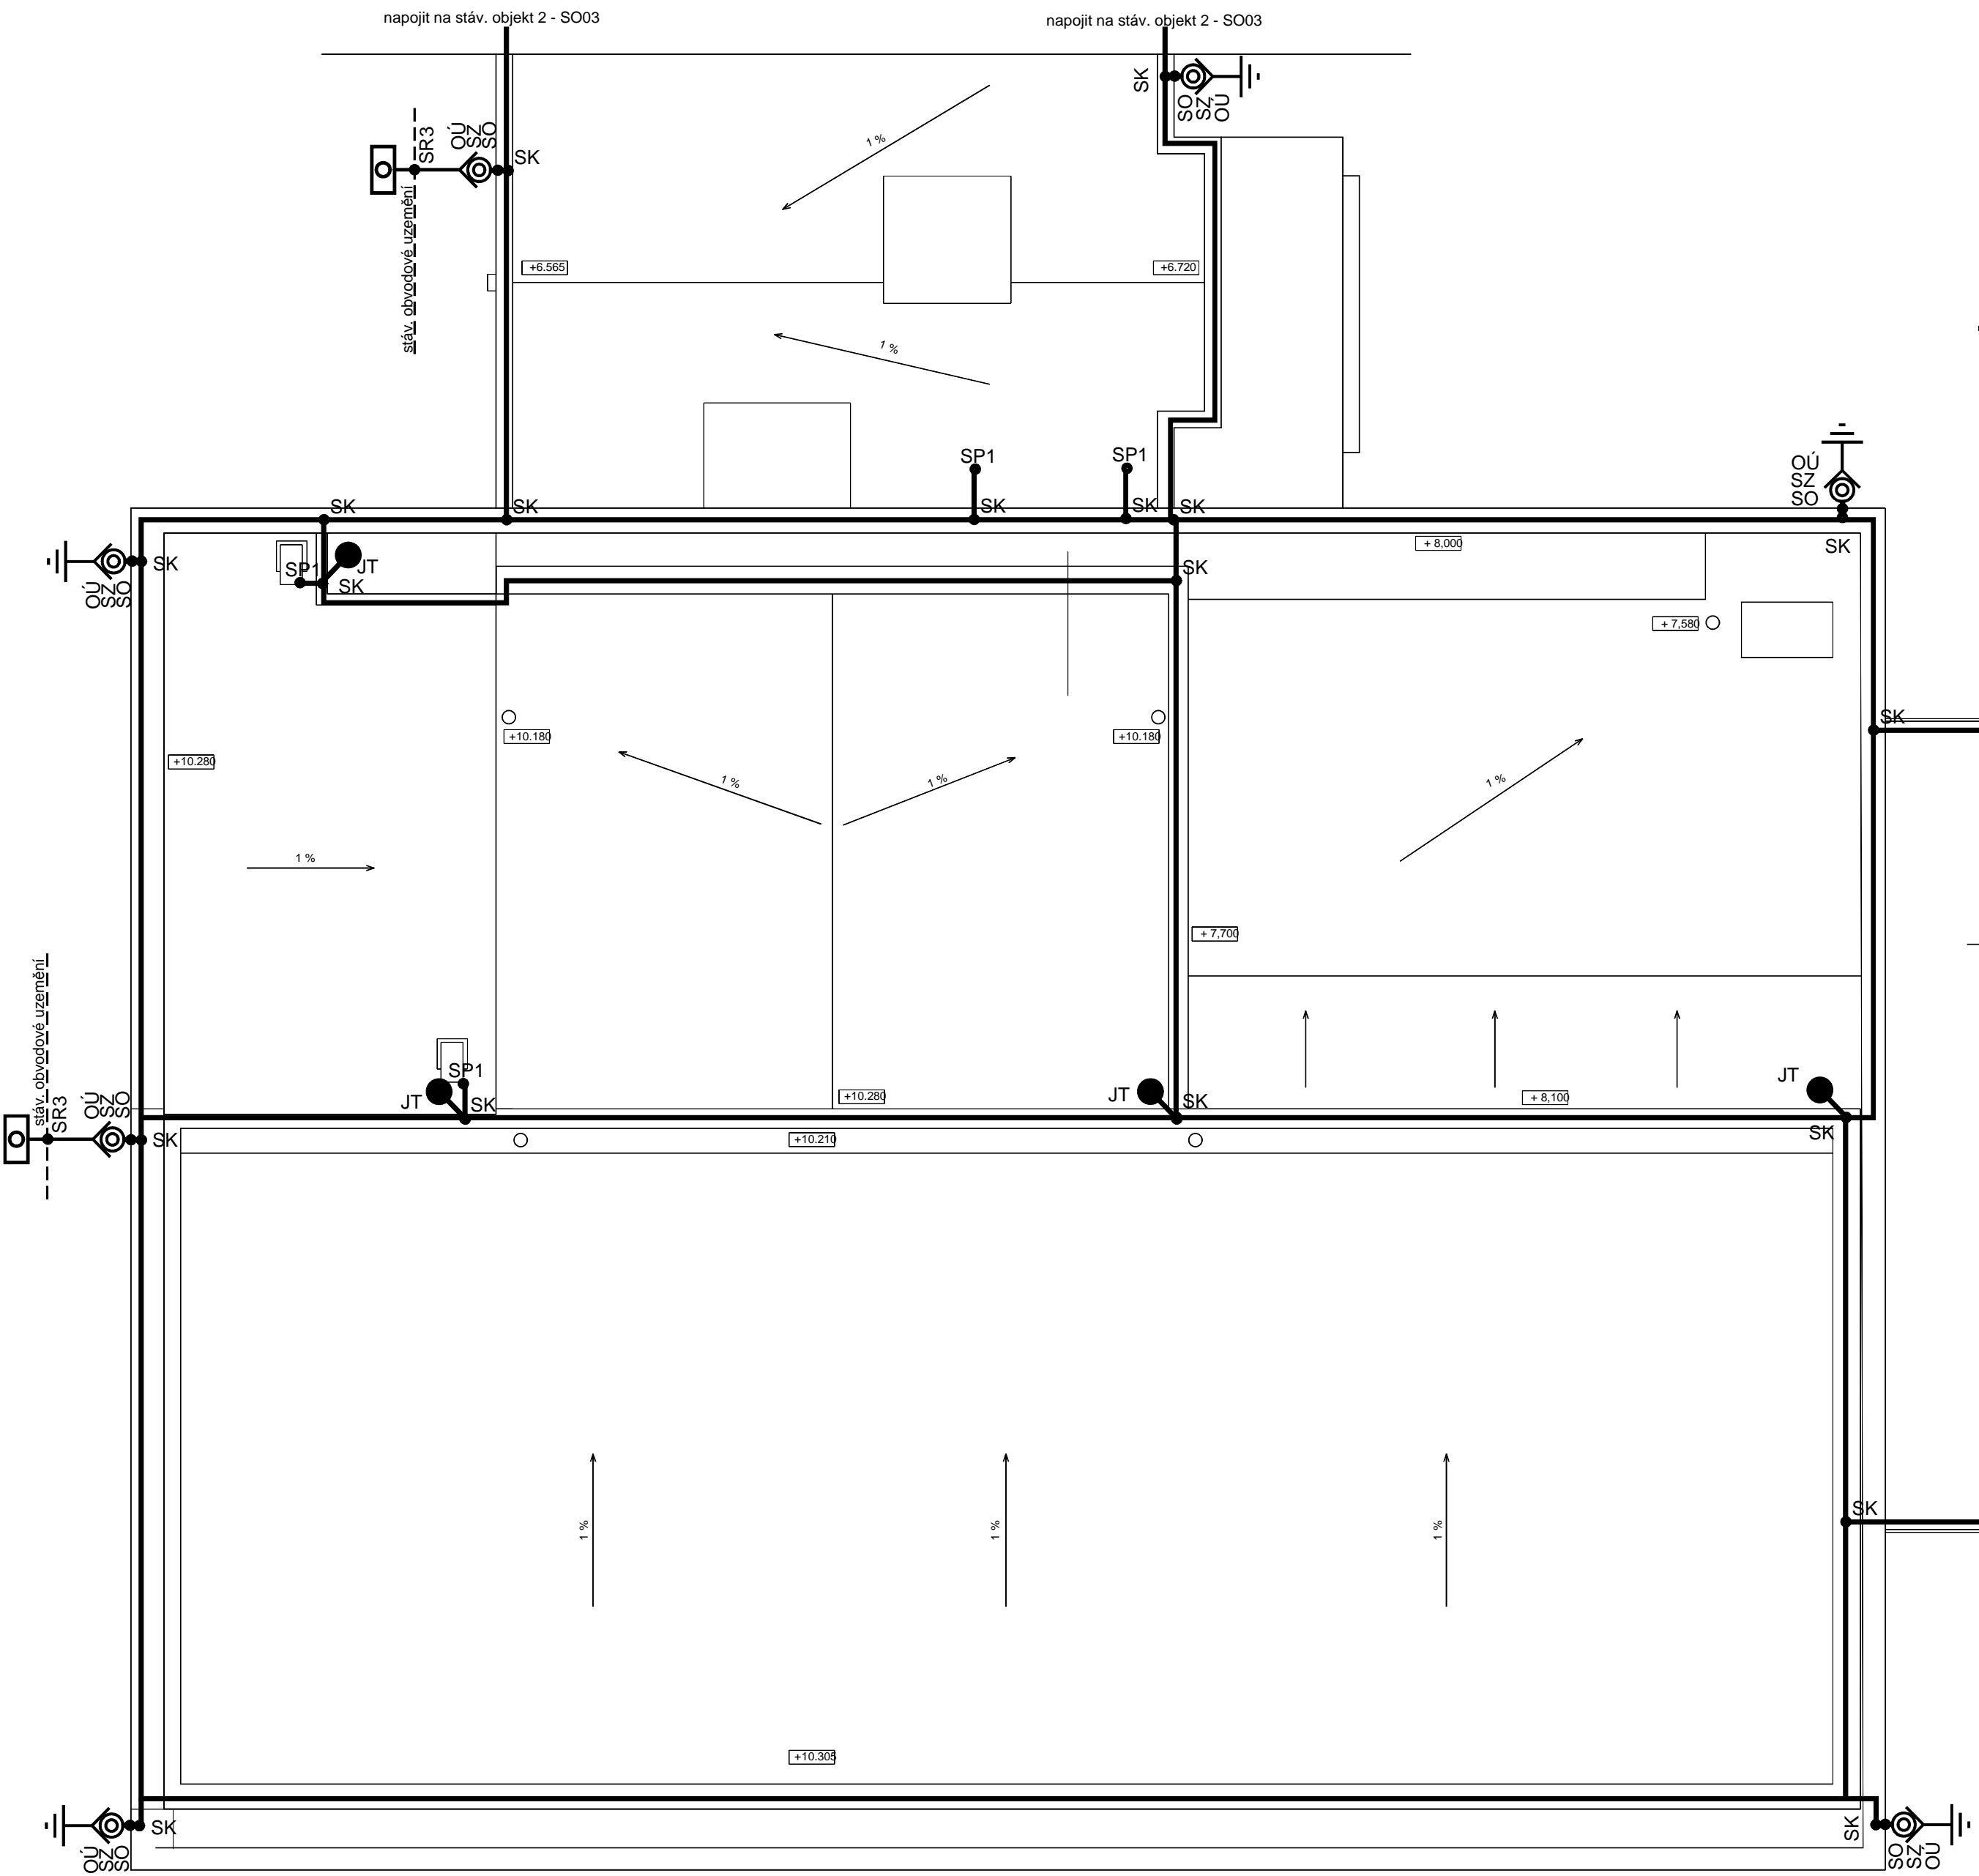 napojit na stáv. objekt 2 - SO03
napojit na stáv. objekt 2 - SO03
SK
SO
SZ
OÚ
SR3
OÚ
SZ
SO
SK
1 %
stáv. obvodové uzemění
+6.565
+6.720
1 %
SP1
SP1
OÚ
SZ
SO
SK
SK
SK
SK
SK
SK
+ 8,000
SK
OÚ
SZ
SO
SP1
JT
SK
SK
+ 7,580
SK
+10.180
+10.180
+10.280
1 %
1 %
1 %
1 %
+ 7,700
stáv. obvodové uzemění
SP1
JT
SK
+10.280
JT
SK
+ 8,100
JT
SK
SR3
OÚ
SZ
SO
SK
+10.210
SK
1 %
1 %
1 %
+10.305
SK
OÚ
SZ
SO
SK
SO
SZ
OÚ